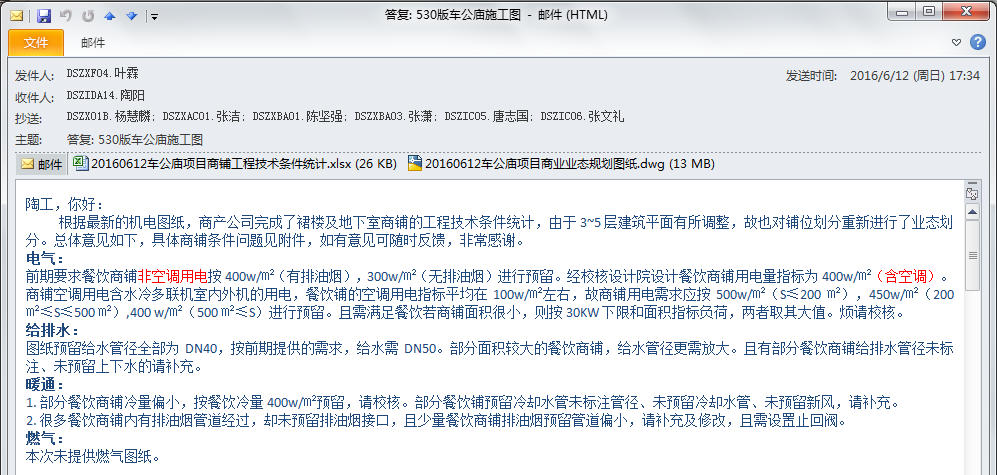 答复: 530版车公庙施工图 - 邮件 (HTML)
文件 邮件
发件人: DSZXF04.叶霖 发送时间: 2016/6/12 (周日) 17:34
收件人: DSZIDA14.陶阳
抄送: DSZX01B.杨慧麟; DSZXAC01.张洁; DSZXBA01.陈坚强; DSZXBA03.张潇; DSZIC05.唐志国; DSZIC06.张文礼
主题: 答复: 530版车公庙施工图
邮件 20160612车公庙项目商铺工程技术条件统计.xlsx (26 KB) 20160612车公庙项目商业业态规划图纸.dwg (13 MB)
陶工，你好：
根据最新的机电图纸，商产公司完成了裙楼及地下室商铺的工程技术条件统计，由于 3~5 层建筑平面有所调整，故也对铺位划分重新进行了业态划
分。总体意见如下，具体商铺条件问题见附件，如有意见可随时反馈，非常感谢。
电气：
前期要求餐饮商铺非空调用电按 400w/㎡（有排油烟），300w/㎡（无排油烟）进行预留。经校核设计院设计餐饮商铺用电量指标为 400w/㎡（含空调）。
商铺空调用电含水冷多联机室内外机的用电，餐饮铺的空调用电指标平均在 100w/㎡左右，故商铺用电需求应按 500w/㎡（S≤200 ㎡），450w/㎡（200
㎡≤S≤500㎡）,400 w/㎡（500㎡≤S）进行预留。且需满足餐饮若商铺面积很小，则按 30KW 下限和面积指标负荷，两者取其大值。烦请校核。
给排水：
图纸预留给水管径全部为 DN40，按前期提供的需求，给水需 DN50。部分面积较大的餐饮商铺，给水管径更需放大。且有部分餐饮商铺给排水管径未标
注、未预留上下水的请补充。
暖通：
1. 部分餐饮商铺冷量偏小，按餐饮冷量 400w/㎡预留，请校核。部分餐饮铺预留冷却水管未标注管径、未预留冷却水管、未预留新风，请补充。
2. 很多餐饮商铺内有排油烟管道经过，却未预留排油烟接口，且少量餐饮商铺排油烟预留管道偏小，请补充及修改，且需设置止回阀。
燃气：
本次未提供燃气图纸。